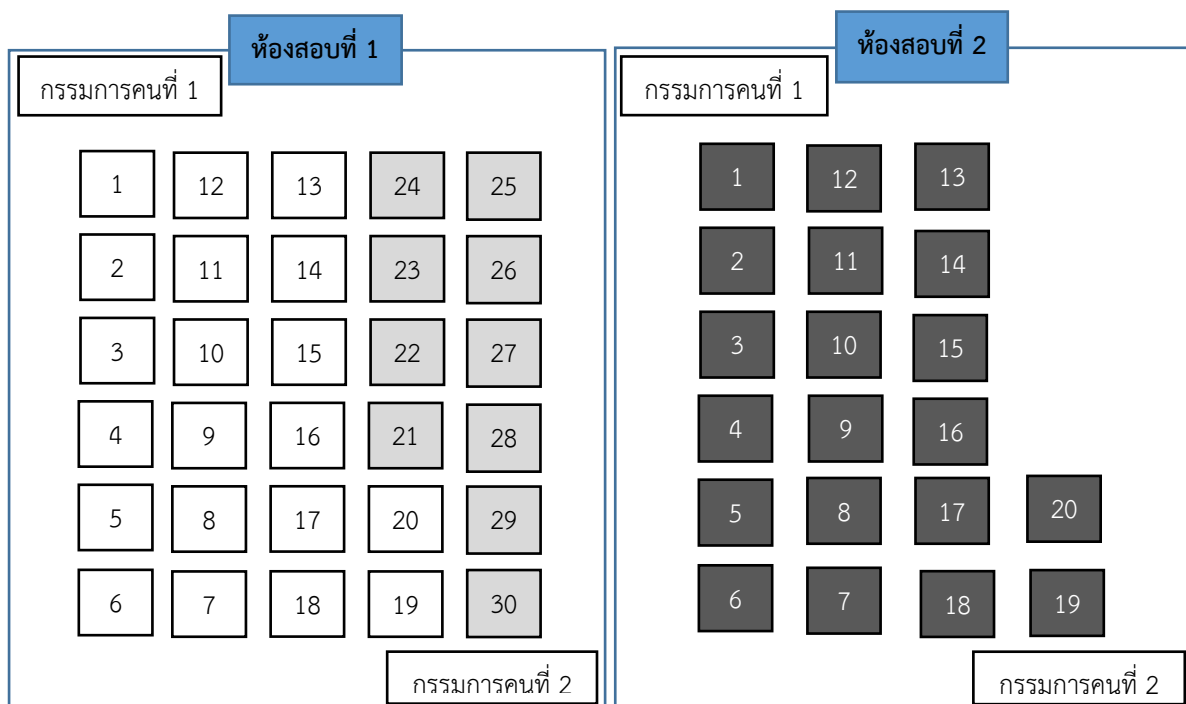 ห้องสอบที่ 1
กรรมการคนที่ 1
1 12 13 24 25
2 11 14 23 26
3 10 15 22 27
4 9 16 21 28
5 8 17 20 29
6 7 18 19 30
กรรมการคนที่ 2
ห้องสอบที่ 2
กรรมการคนที่ 1
1 12 13
2 11 14
3 10 15
4 9 16
5 8 17 20
6 7 18 19
กรรมการคนที่ 2